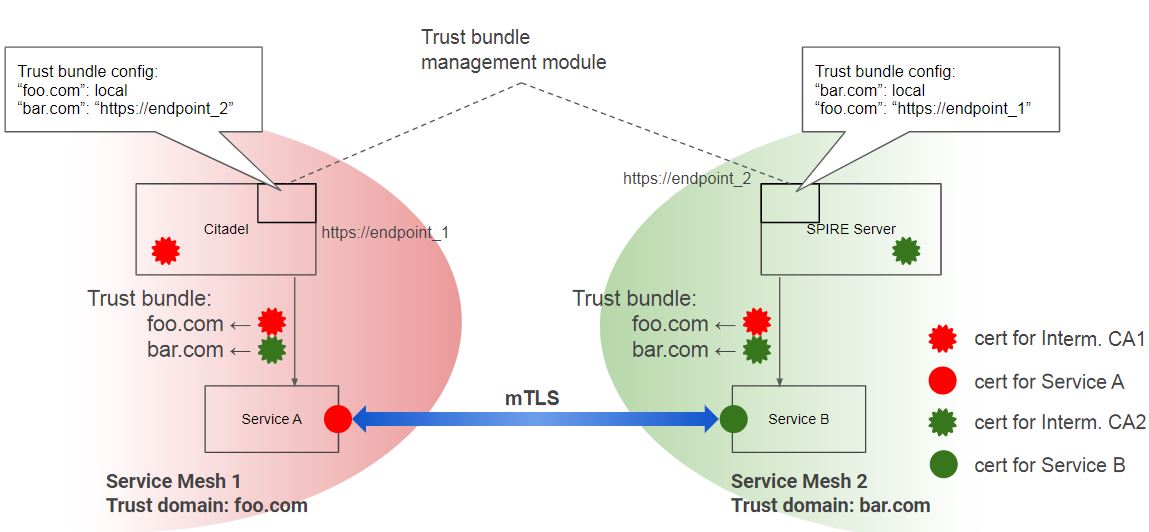 Trust bundle
management module
Trust bundle config:
“foo.com”: local
“bar.com”: “https://endpoint_2”
Trust bundle config:
“bar.com”: local
“foo.com”: “https://endpoint_1”
https://endpoint_2
Citadel
https://endpoint_1
SPIRE Server
Trust bundle:
foo.com ←
bar.com ←
Trust bundle:
foo.com ←
bar.com ←
cert for Interm. CA1
cert for Service A
cert for Interm. CA2
cert for Service B
mTLS
Service A
Service B
Service Mesh 1
Trust domain: foo.com
Service Mesh 2
Trust domain: bar.com